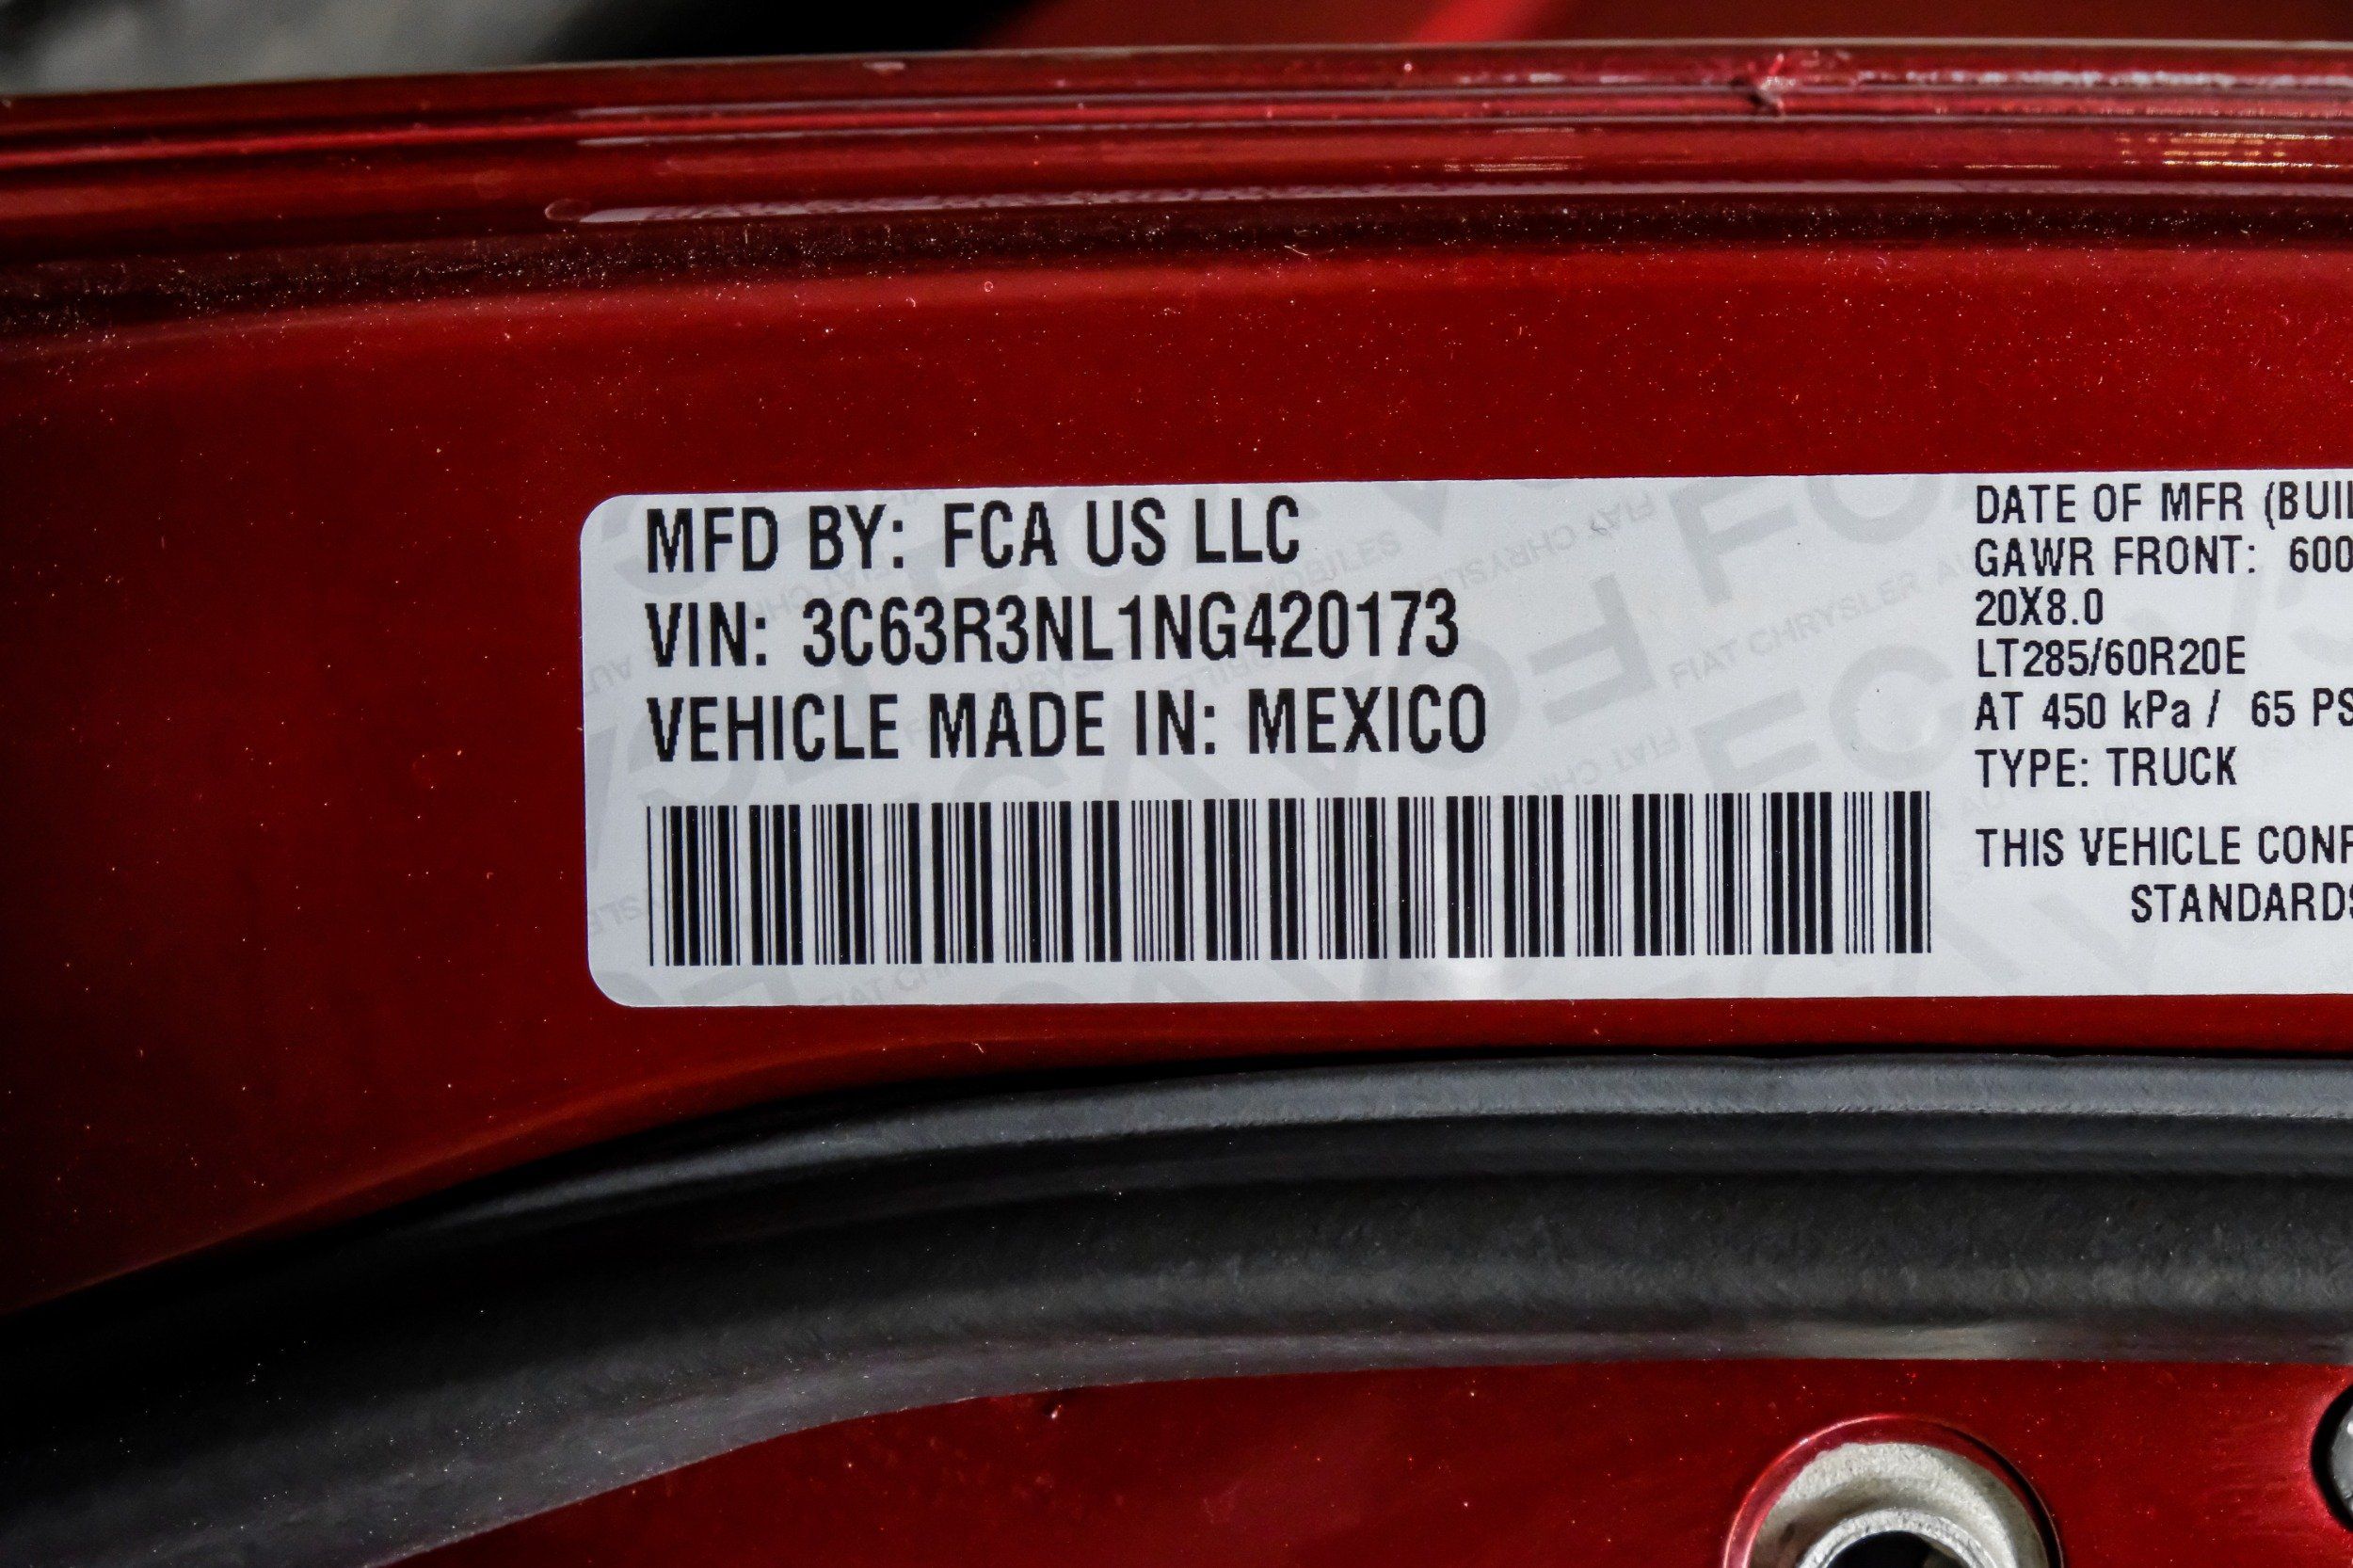 MFD BY: FCA US LLC
VIN: 3C63R3NL1NG420173
VEHICLE MADE IN: MEXICO
DATE OF MFR (BUI
GAWR FRONT: 600
20X8.0
LT285/60R20E
AT 450 kPa / 65 PS
TYPE: TRUCK
THIS VEHICLE CONF
STANDARDS